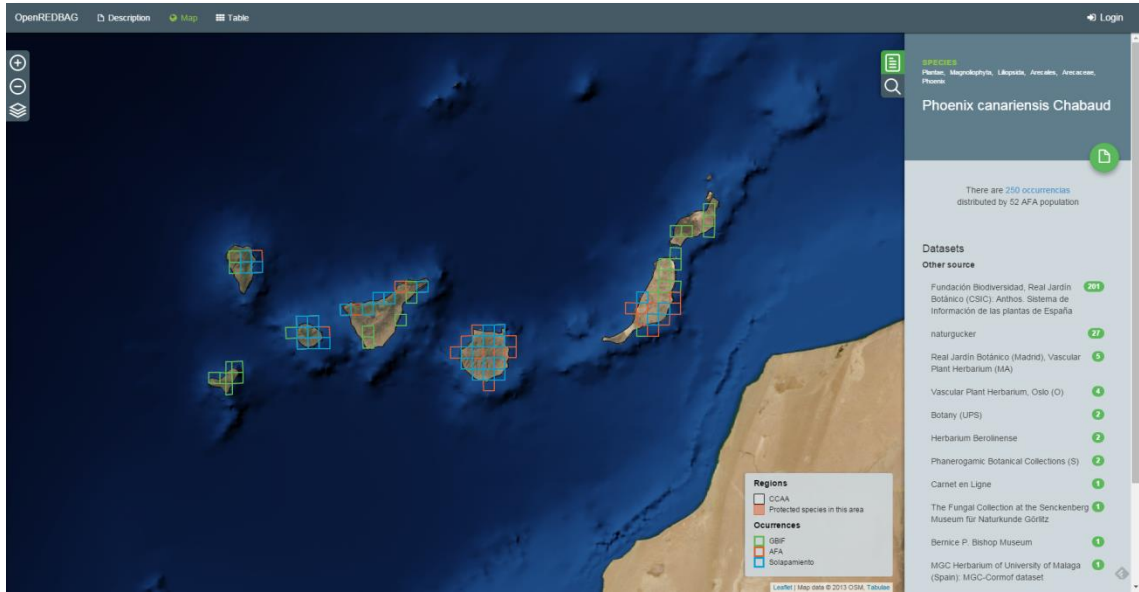 OpenREDBAG
Description
Map
Table
Login
SPECIES
Plantae, Magnoliophyta, Liliopsida, Arecales, Arecaceae,
Phoenix
Phoenix canariensis Chabaud
There are 250 occurrencias
distributed by 52 AFA population
Datasets
Other source
Fundación Biodiversidad, Real Jardín 201
Botánico (CSIC): Anthos. Sistema de
Información de las plantas de España
naturgucker 27
Real Jardín Botánico (Madrid), Vascular 5
Plant Herbarium (MA)
Vascular Plant Herbarium, Oslo (O) 4
Botany (UPS) 2
Herbarium Berolinense 2
Phanerogamic Botanical Collections (S) 2
Carnet en Ligne 1
The Fungal Collection at the Senckenberg 1
Museum für Naturkunde Görlitz
Bernice P. Bishop Museum 1
MGC Herbarium of University of Malaga 1
(Spain): MGC-Cormof dataset
Regions
CCAA
Protected species in this area
Ocurrences
GBIF
AFA
Solapamiento
Leaflet | Map data © 2013 OSM, Tabulae